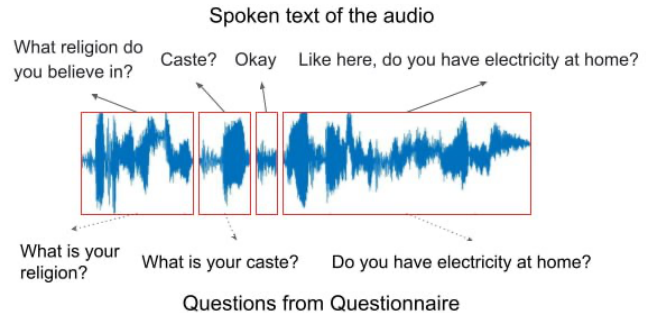 Spoken text of the audio
What religion do
you believe in?
Caste?
Okay
Like here, do you have electricity at home?
What is your
religion?
What is your caste?
Do you have electricity at home?
Questions from Questionnaire